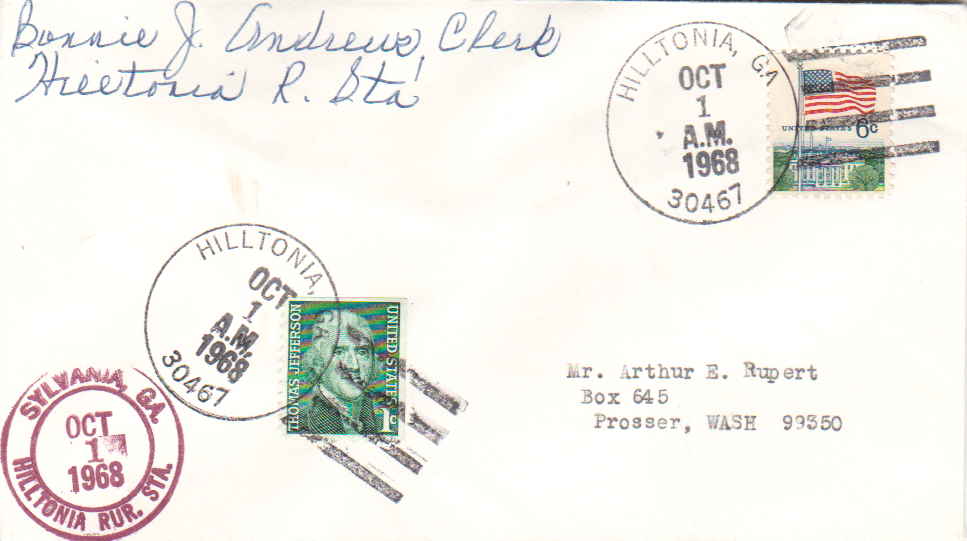 Bonnie J. Andrews, Clerk
Hilltonia R. Sta
HILLTONIA, GA
OCT
1
A.M.
1968
30467
UNITED STATES 6c
HILLTONIA, GA
OCT
1
A.M.
1968
30467
THOMAS JEFFERSON
UNITED STATES
1c
Mr. Arthur E. Rupert
Box 645
Prosser, WASH 99350
SYLVANIA, GA.
OCT
1
1968
HILLTONIA RUR. STA.